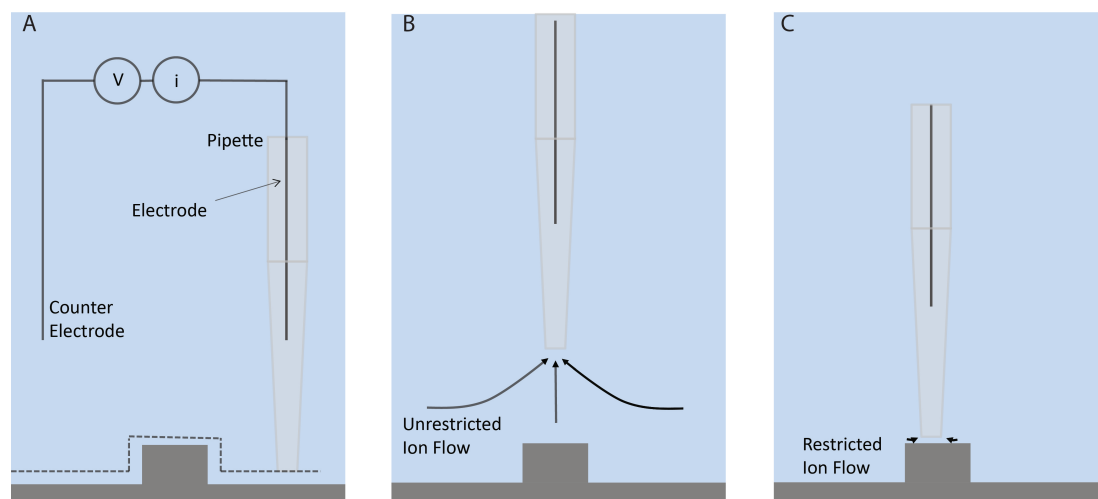 A
V
i
Pipette
Electrode
Counter
Electrode
B
Unrestricted
Ion Flow
C
Restricted
Ion Flow